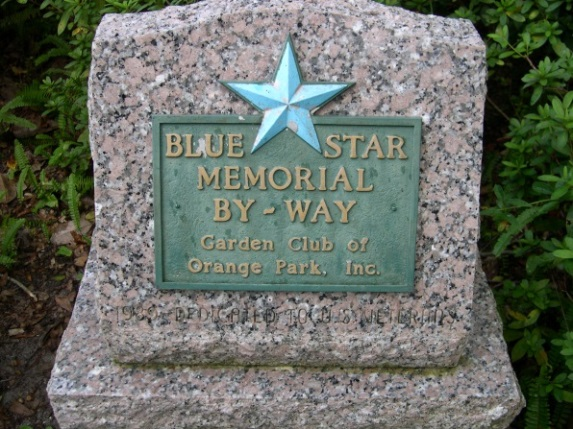 BLUE STAR
MEMORIAL
BY-WAY
Garden Club of
Orange Park, Inc.
DEDICATED TO U.S. VETERANS